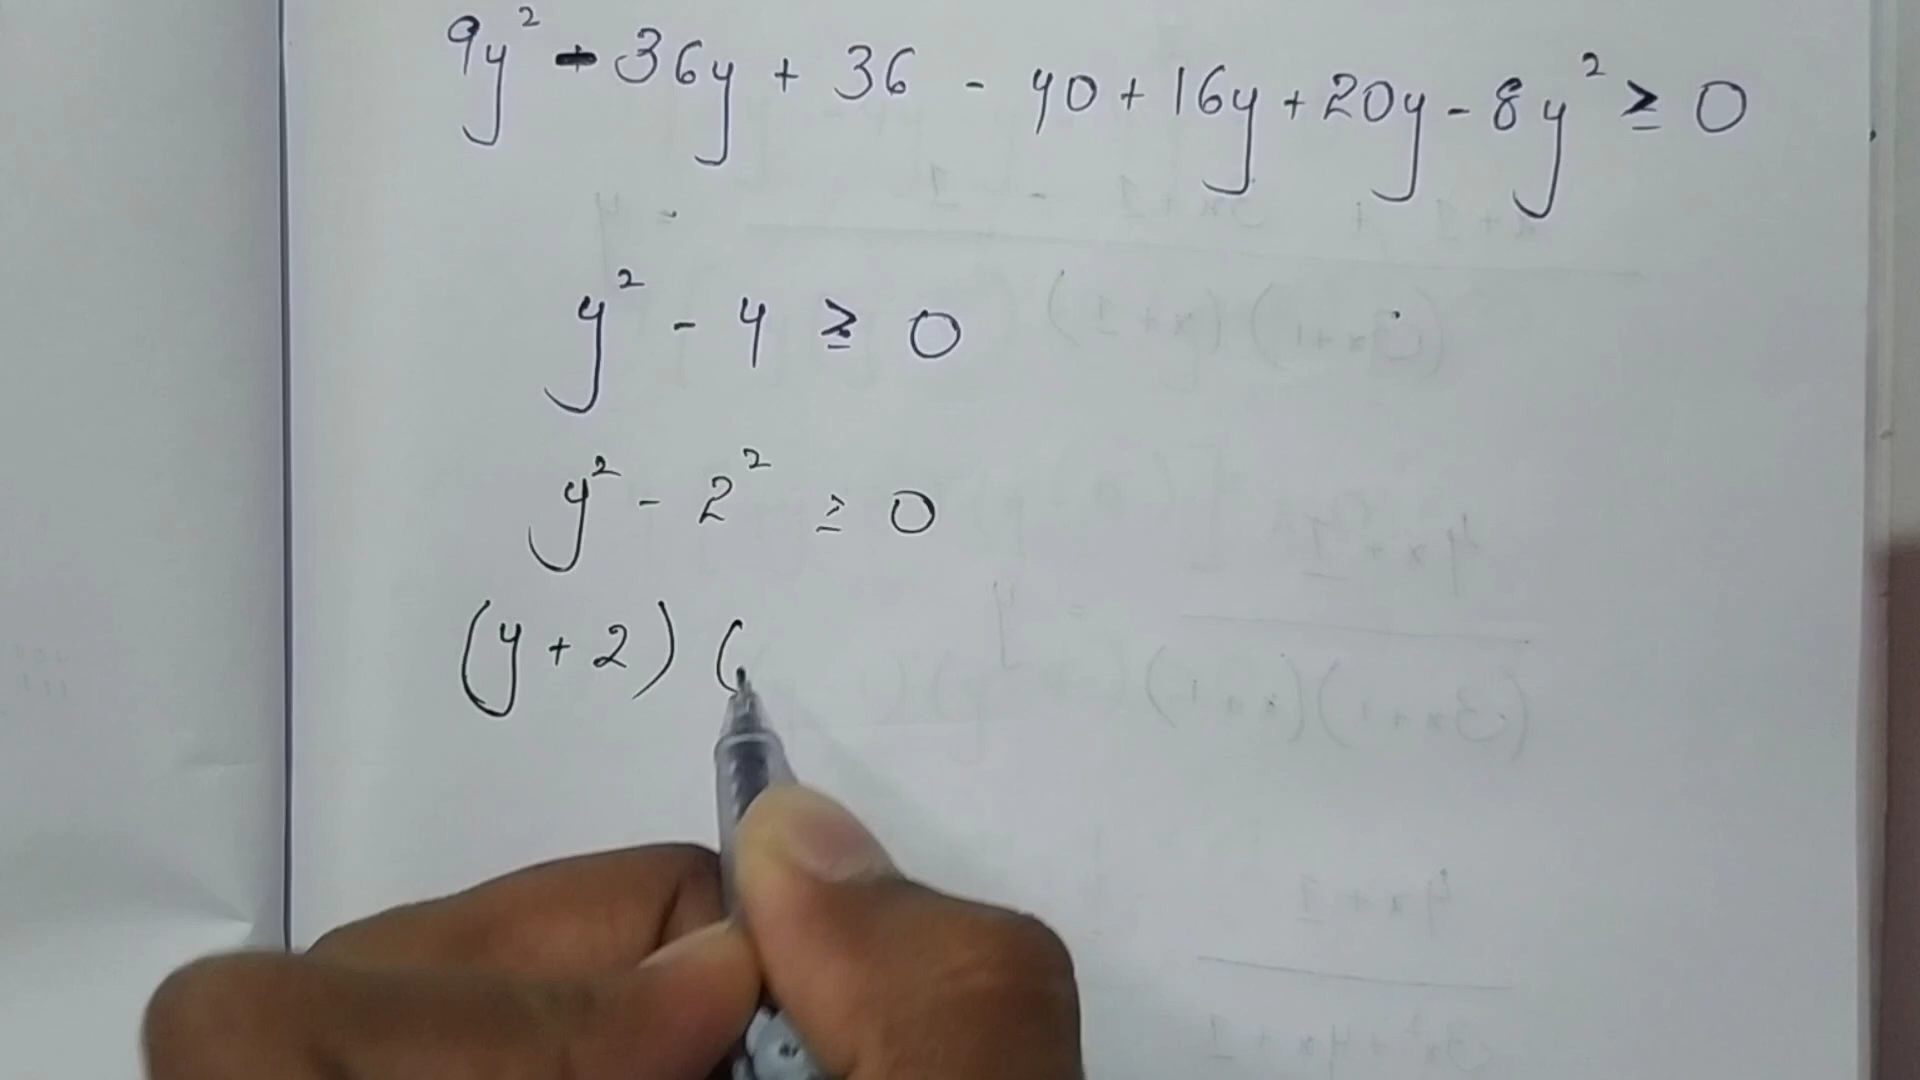 9y² - 36y + 36 - 40 + 16y + 20y - 8y² ≥ 0
y² - 4 ≥ 0
y² - 2² ≥ 0
(y + 2) (